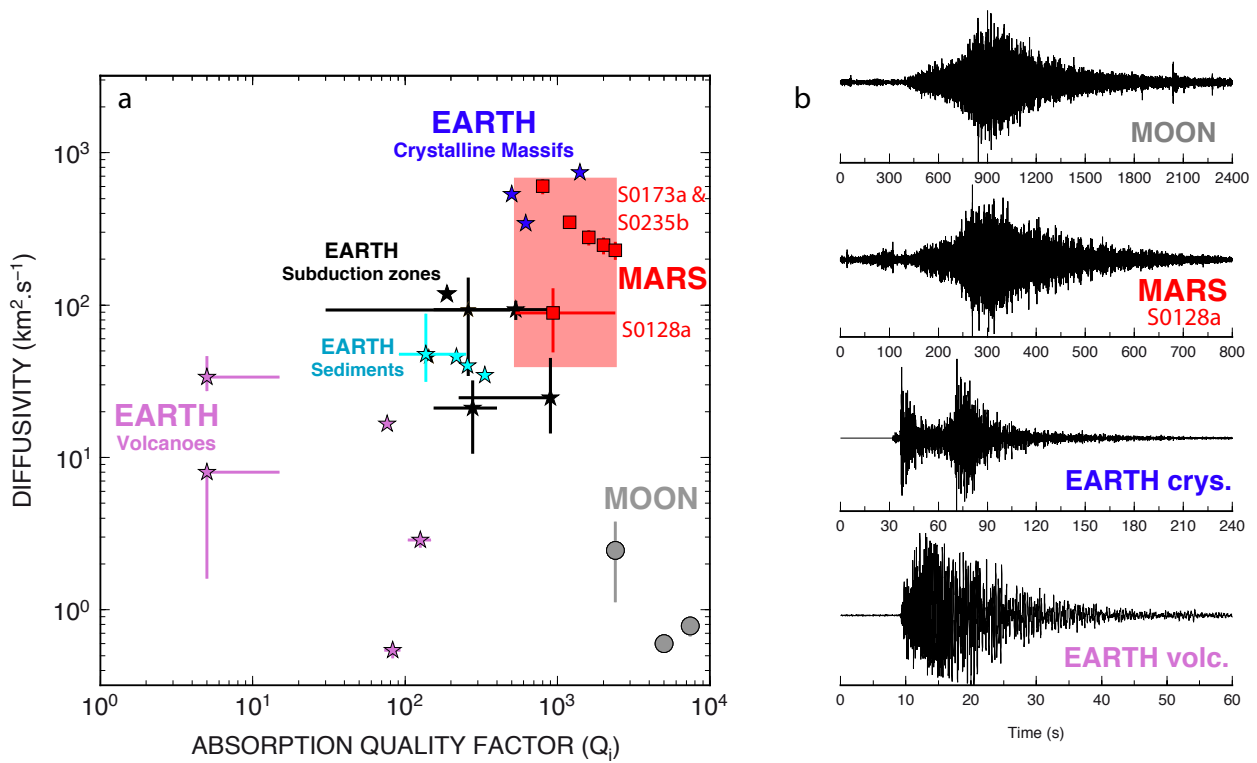 a
EARTH
Crystalline Massifs
S0173a &
S0235b
EARTH
Subduction zones
MARS
S0128a
EARTH
Sediments
EARTH
Volcanoes
MOON
10³
10²
10¹
10⁰
DIFFUSIVITY (km².s⁻¹)
10⁰ 10¹ 10² 10³ 10⁴
ABSORPTION QUALITY FACTOR (Qᵢ)
b
MOON
0 300 600 900 1200 1500 1800 2100 2400
MARS
S0128a
0 100 200 300 400 500 600 700 800
EARTH crys.
0 30 60 90 120 150 180 210 240
EARTH volc.
0 10 20 30 40 50 60
Time (s)